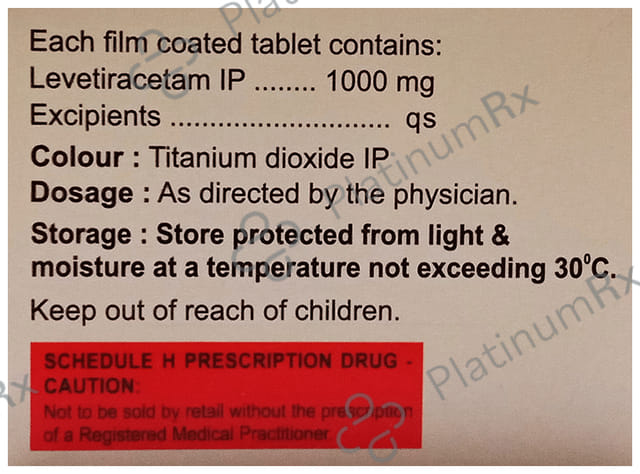 Each film coated tablet contains:
Levetiracetam IP ........ 1000 mg
Excipients ............................ qs
Colour : Titanium dioxide IP
Dosage : As directed by the physician.
Storage : Store protected from light &
moisture at a temperature not exceeding 30⁰C.
Keep out of reach of children.
SCHEDULE H PRESCRIPTION DRUG -
CAUTION:
Not to be sold by retail without the prescription
of a Registered Medical Practitioner.
PlatinumRx
PlatinumRx
PlatinumRx
Rx